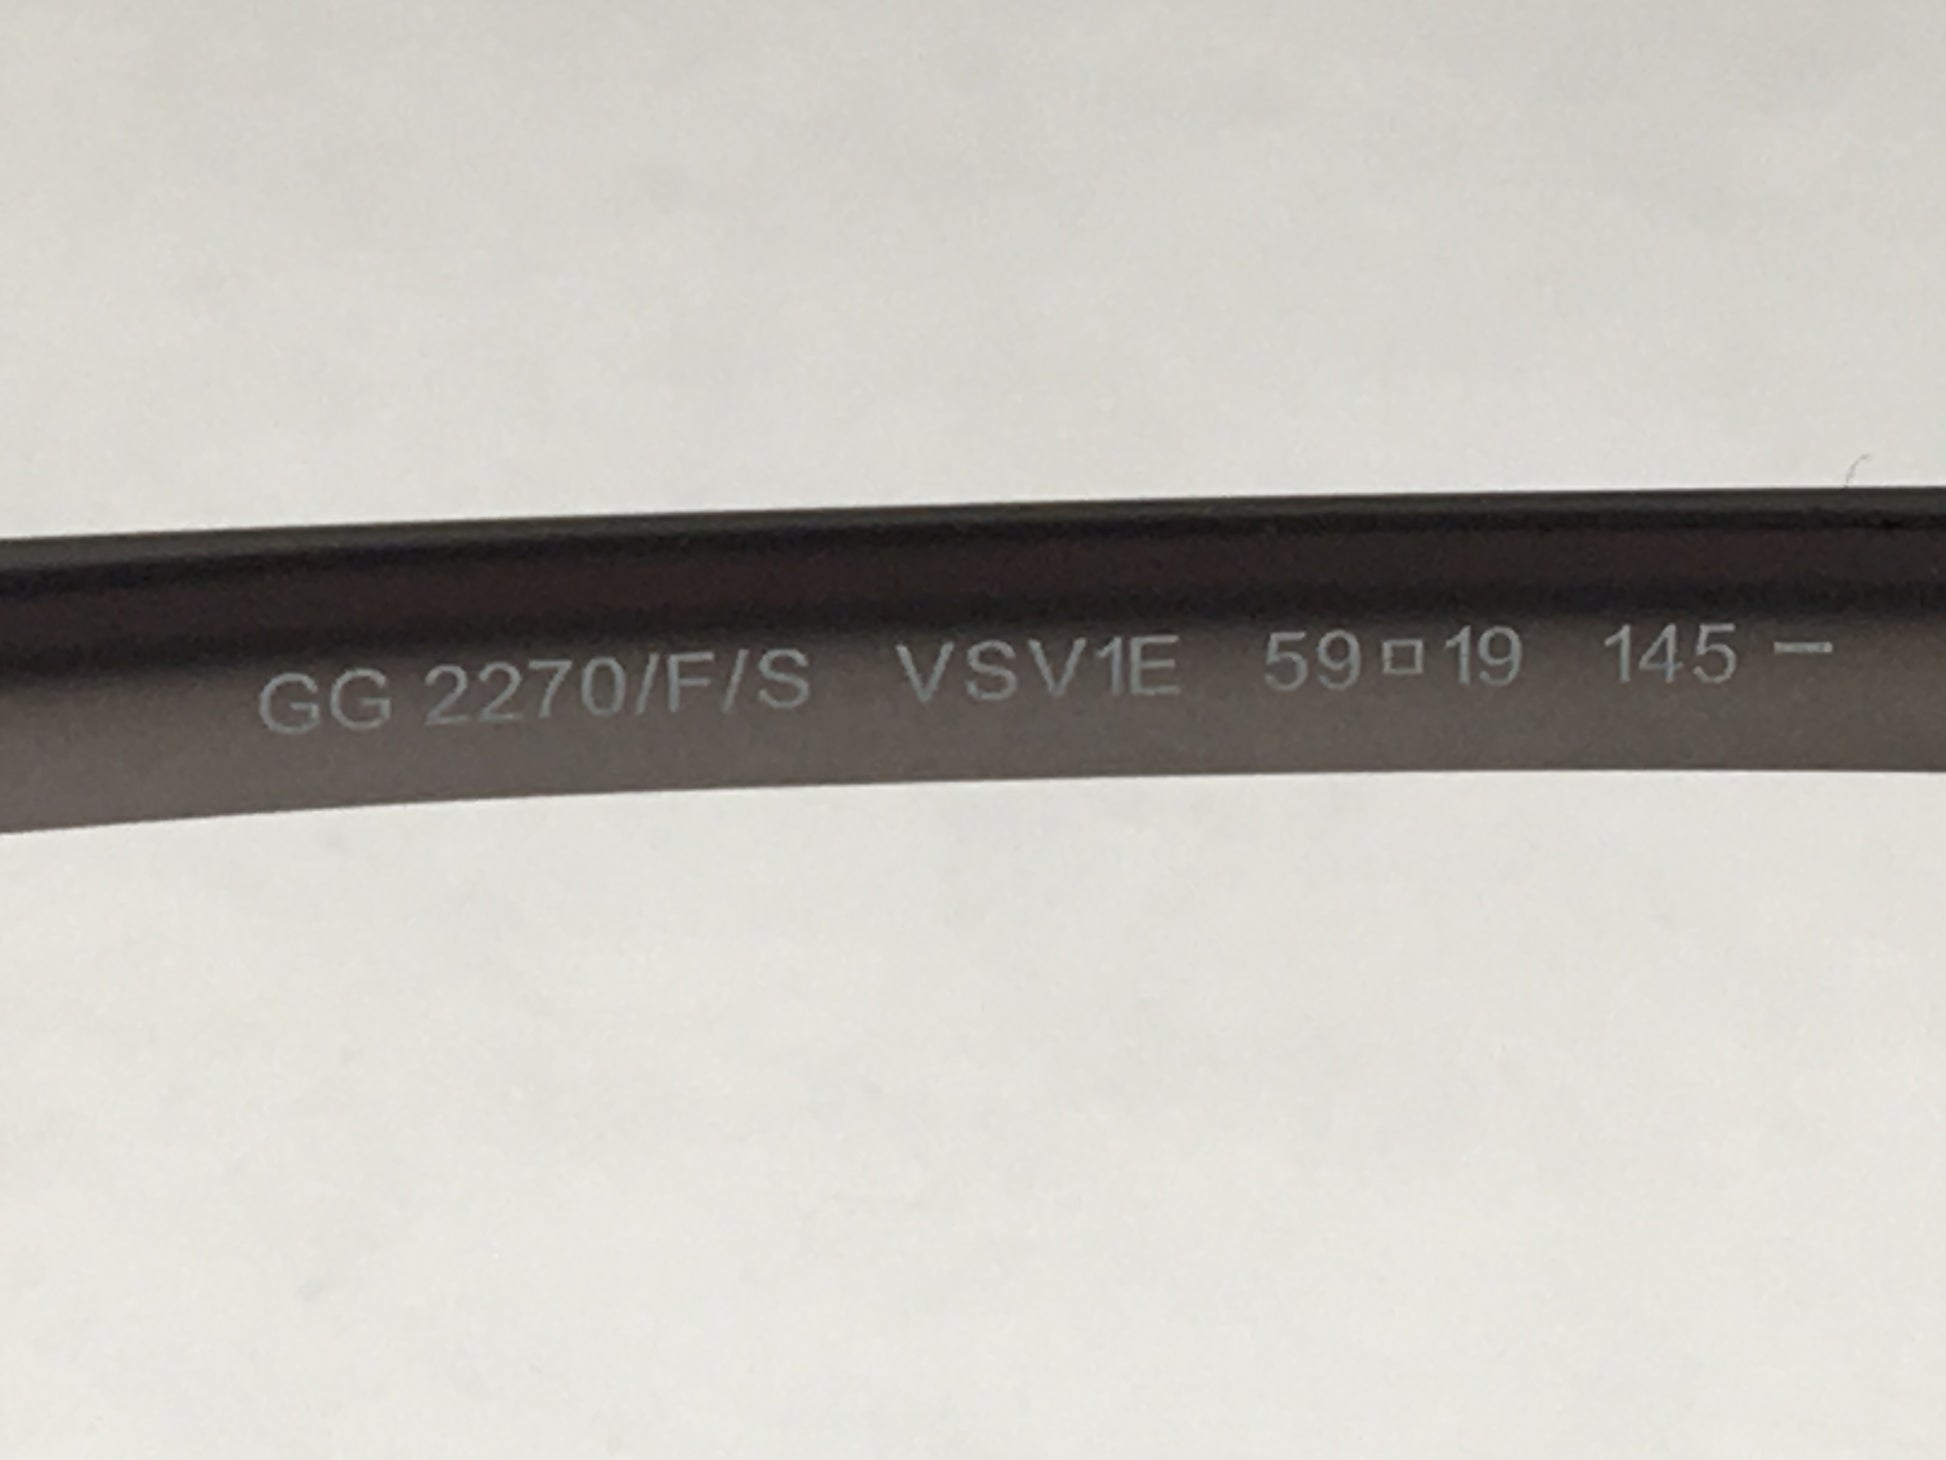 GG 2270/F/S VSV1E 59□19 145 –